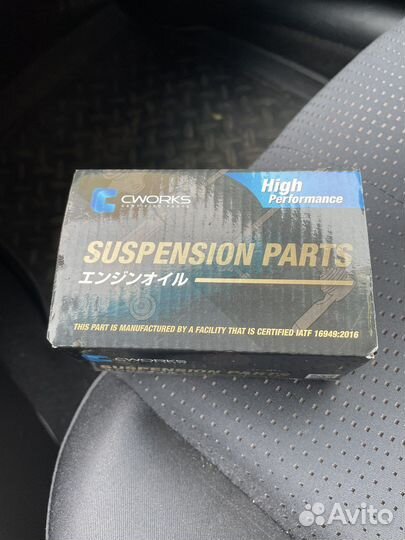 CWORKS
High
Performance
SUSPENSION PARTS
エンジンオイル
THIS PART IS MANUFACTURED BY A FACILITY THAT IS CERTIFIED IATF 16949:2016
CWORKS
SUSPENSION
Avito